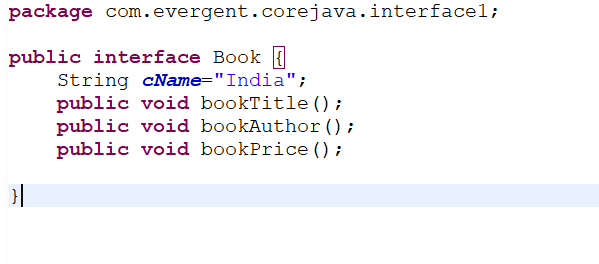 package com.evergent.corejava.interface1;
public interface Book {
String cName="India";
public void bookTitle();
public void bookAuthor();
public void bookPrice();
}